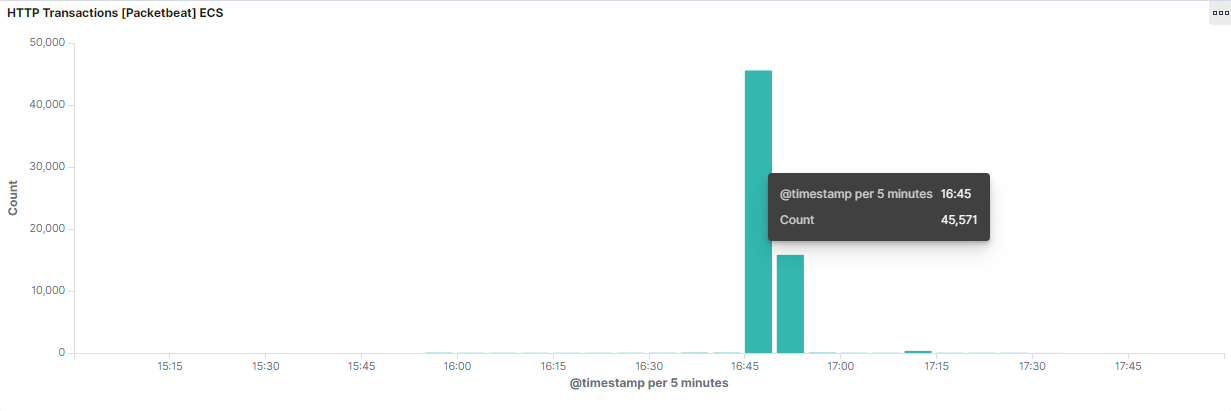 HTTP Transactions [Packetbeat] ECS
50,000
40,000
30,000
20,000
10,000
0
Count
@timestamp per 5 minutes 16:45
Count 45,571
15:15 15:30 15:45 16:00 16:15 16:30 16:45 17:00 17:15 17:30 17:45
@timestamp per 5 minutes